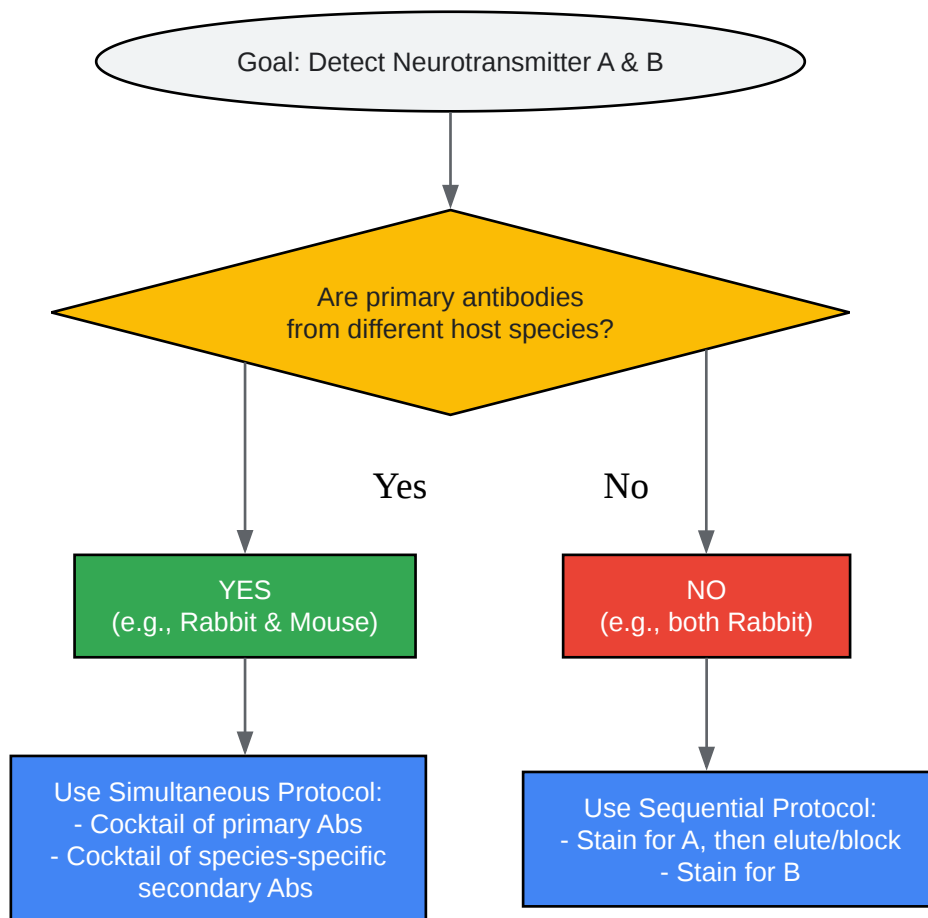 Goal: Detect Neurotransmitter A & B
Are primary antibodies
from different host species?
Yes
No
YES
(e.g., Rabbit & Mouse)
NO
(e.g., both Rabbit)
Use Simultaneous Protocol:
- Cocktail of primary Abs
- Cocktail of species-specific
secondary Abs
Use Sequential Protocol:
- Stain for A, then elute/block
- Stain for B